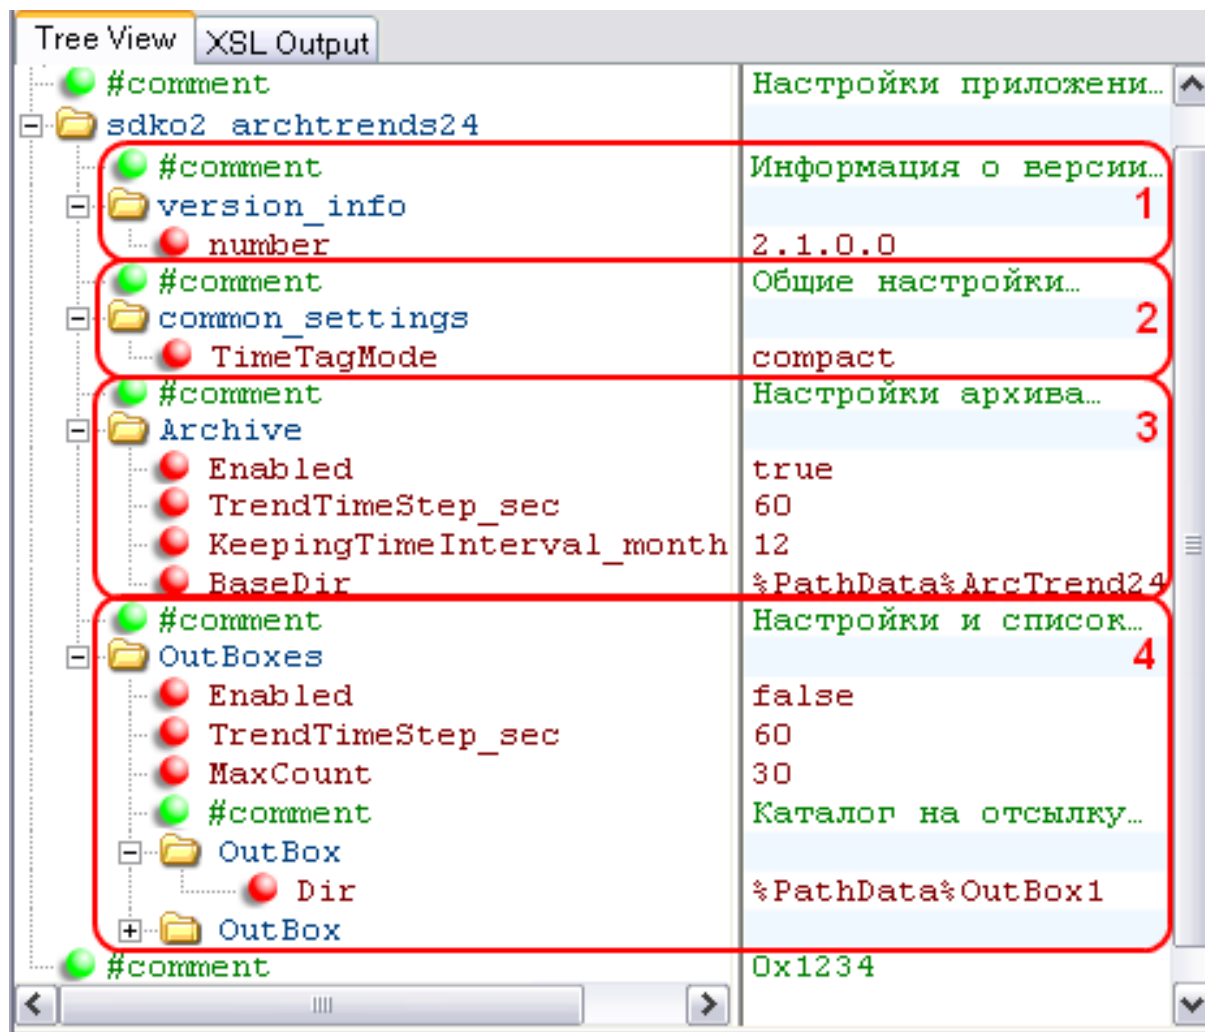 Tree View XSL Output
#comment Настройки приложени…
sdko2_archtrends24
#comment Информация о версии…
version_info 1
number 2.1.0.0
#comment Общие настройки…
common_settings 2
TimeTagMode compact
#comment Настройки архива…
Archive 3
Enabled true
TrendTimeStep_sec 60
KeepingTimeInterval_month 12
BaseDir %PathData%ArcTrend24
#comment Настройки и список…
OutBoxes 4
Enabled false
TrendTimeStep_sec 60
MaxCount 30
#comment Каталог на отсылку…
OutBox
Dir %PathData%OutBox1
OutBox
#comment 0x1234